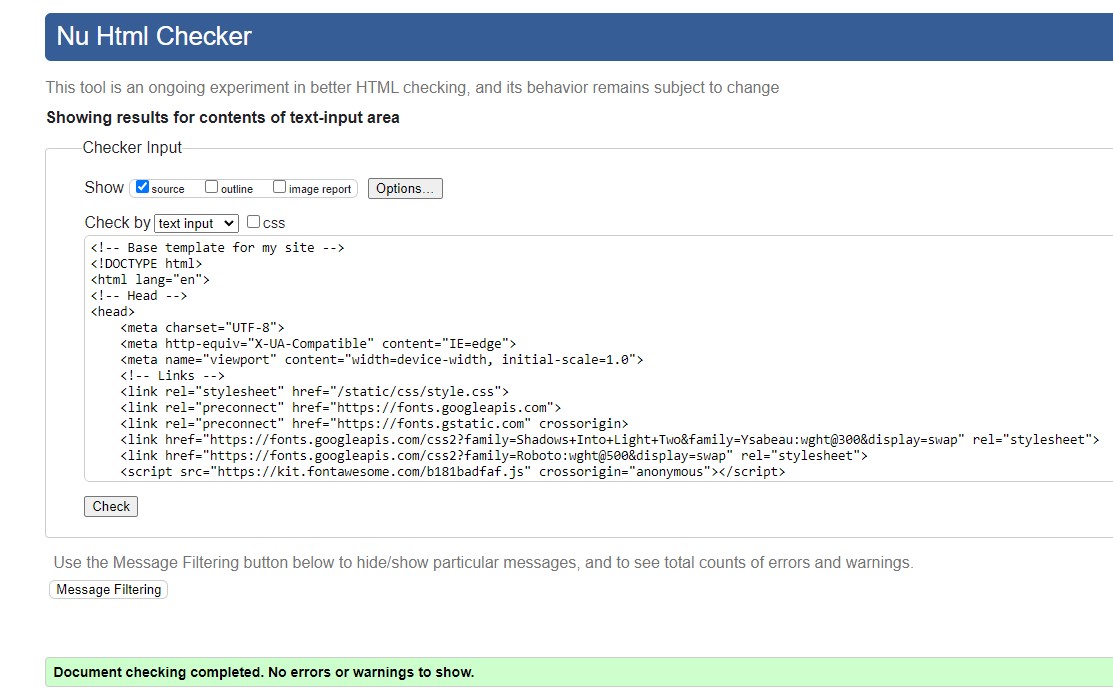 Nu Html Checker
This tool is an ongoing experiment in better HTML checking, and its behavior remains subject to change
Showing results for contents of text-input area
Checker Input
Show source outline image report Options...
Check by text input css
<!-- Base template for my site -->
<!DOCTYPE html>
<html lang="en">
<!-- Head -->
<head>
    <meta charset="UTF-8">
    <meta http-equiv="X-UA-Compatible" content="IE=edge">
    <meta name="viewport" content="width=device-width, initial-scale=1.0">
    <!-- Links -->
    <link rel="stylesheet" href="/static/css/style.css">
    <link rel="preconnect" href="https://fonts.googleapis.com">
    <link rel="preconnect" href="https://fonts.gstatic.com" crossorigin>
    <link href="https://fonts.googleapis.com/css2?family=Shadows+Into+Light+Two&family=Ysabeau:wght@300&display=swap" rel="stylesheet">
    <link href="https://fonts.googleapis.com/css2?family=Roboto:wght@500&display=swap" rel="stylesheet">
    <script src="https://kit.fontawesome.com/b181badfaf.js" crossorigin="anonymous"></script>
Check
Use the Message Filtering button below to hide/show particular messages, and to see total counts of errors and warnings.
Message Filtering
Document checking completed. No errors or warnings to show.